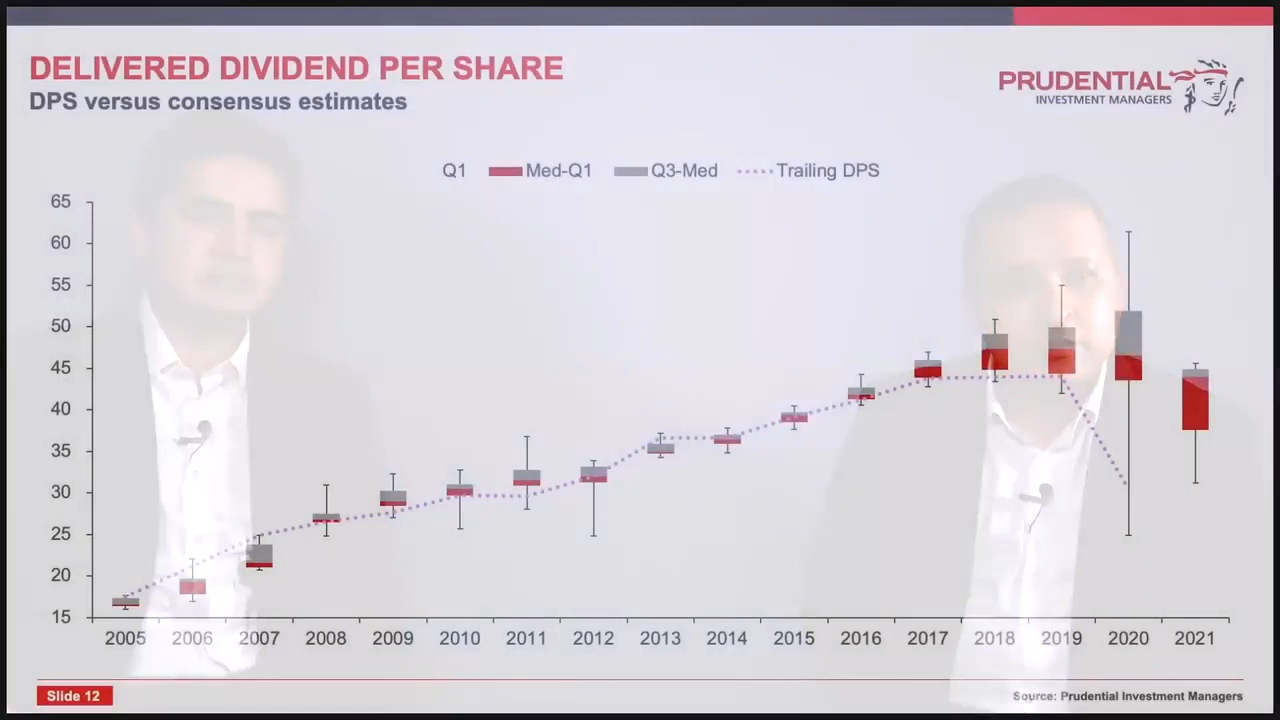 DELIVERED DIVIDEND PER SHARE
DPS versus consensus estimates
PRUDENTIAL
INVESTMENT MANAGERS
Q1 Med-Q1 Q3-Med Trailing DPS
65
60
55
50
45
40
35
30
25
20
15
2005 2006 2007 2008 2009 2010 2011 2012 2013 2014 2015 2016 2017 2018 2019 2020 2021
Slide 12
Source: Prudential Investment Managers